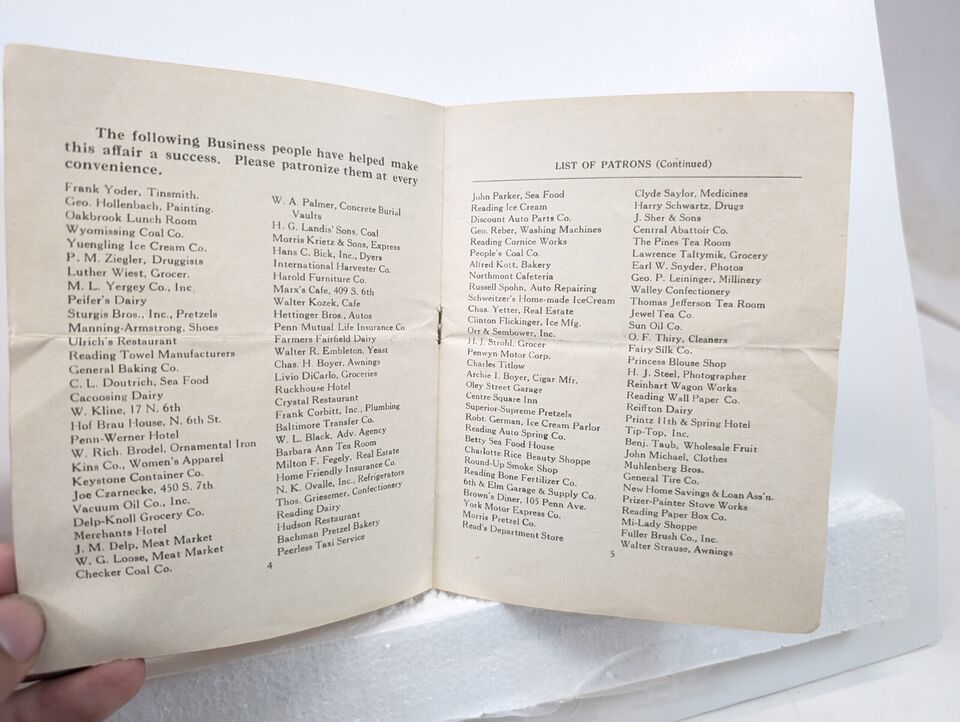 The following Business people have helped make
this affair a success. Please patronize them at every
convenience.
Frank Yoder, Tinsmith.
Geo. Hollenbach, Painting.
Oakbrook Lunch Room
Wyomissing Coal Co.
Yuengling Ice Cream Co.
P. M. Ziegler, Druggists
Luther Wiest, Grocer.
M. L. Yergey Co., Inc.
Peifer's Dairy
Sturgis Bros., Inc., Pretzels
Manning-Armstrong, Shoes
Ulrich's Restaurant
Reading Towel Manufacturers
General Baking Co.
C. L. Doutrich, Sea Food
Cacoosing Dairy
W. Kline, 17 N. 6th
Hof Brau House, N. 6th St.
Penn-Werner Hotel
W. Rich. Brodel, Ornamental Iron
Kins Co., Women's Apparel
Keystone Container Co.
Joe Czarnecke, 450 S. 7th
Vacuum Oil Co., Inc.
Delp-Knoll Grocery Co.
Merchants Hotel
J. M. Delp, Meat Market
W. G. Loose, Meat Market
Checker Coal Co.
W. A. Palmer, Concrete Burial
Vaults
H. G. Landis' Sons, Coal
Morris Krietz & Sons, Express
Hans C. Bick, Inc., Dyers
International Harvester Co.
Harold Furniture Co.
Marx's Cafe, 409 S. 6th
Walter Kozek, Cafe
Hettinger Bros., Autos
Penn Mutual Life Insurance Co.
Farmers Fairfield Dairy
Walter R. Embleton, Yeast
Chas. H. Boyer, Awnings
Livio DiCarlo, Groceries
Ruckhouse Hotel
Crystal Restaurant
Frank Corbitt, Inc., Plumbing
Baltimore Transfer Co.
W. L. Black, Adv. Agency
Barbara Ann Tea Room
Milton F. Fegely, Real Estate
Home Friendly Insurance Co.
N. K. Ovalle, Inc., Refrigerators
Thos. Griesemer, Confectionery
Reading Dairy
Hudson Restaurant
Bachman Pretzel Bakery
Peerless Taxi Service
4
LIST OF PATRONS (Continued)
John Parker, Sea Food
Reading Ice Cream
Discount Auto Parts Co.
Geo. Reber, Washing Machines
Reading Cornice Works
People's Coal Co.
Alfred Kott, Bakery
Northmont Cafeteria
Russell Spohn, Auto Repairing
Schweitzer's Home-made IceCream
Chas. Yetter, Real Estate
Clinton Flickinger, Ice Mfg.
Orr & Sembower, Inc.
H. J. Strohl, Grocer
Penwyn Motor Corp.
Charles Titlow
Archie I. Boyer, Cigar Mfr.
Oley Street Garage
Centre Square Inn
Superior-Supreme Pretzels
Robt. German, Ice Cream Parlor
Reading Auto Spring Co.
Betty Sea Food House
Charlotte Rice Beauty Shoppe
Round-Up Smoke Shop
Reading Bone Fertilizer Co.
6th & Elm Garage & Supply Co.
Brown's Diner, 105 Penn Ave.
York Motor Express Co.
Morris Pretzel Co.
Read's Department Store
Clyde Saylor, Medicines
Harry Schwartz, Drugs
J. Sher & Sons
Central Abattoir Co.
The Pines Tea Room
Lawrence Taltymik, Grocery
Earl W. Snyder, Photos
Geo. P. Leininger, Millinery
Walley Confectionery
Thomas Jefferson Tea Room
Jewel Tea Co.
Sun Oil Co.
O. F. Thiry, Cleaners
Fairy Silk Co.
Princess Blouse Shop
H. J. Steel, Photographer
Reinhart Wagon Works
Reading Wall Paper Co.
Reiffton Dairy
Printz 11th & Spring Hotel
Tip-Top, Inc.
Benj. Taub, Wholesale Fruit
John Michael, Clothes
Muhlenberg Bros.
General Tire Co.
New Home Savings & Loan Ass'n.
Prizer-Painter Stove Works
Reading Paper Box Co.
Mi-Lady Shoppe
Fuller Brush Co., Inc.
Walter Strause, Awnings
5